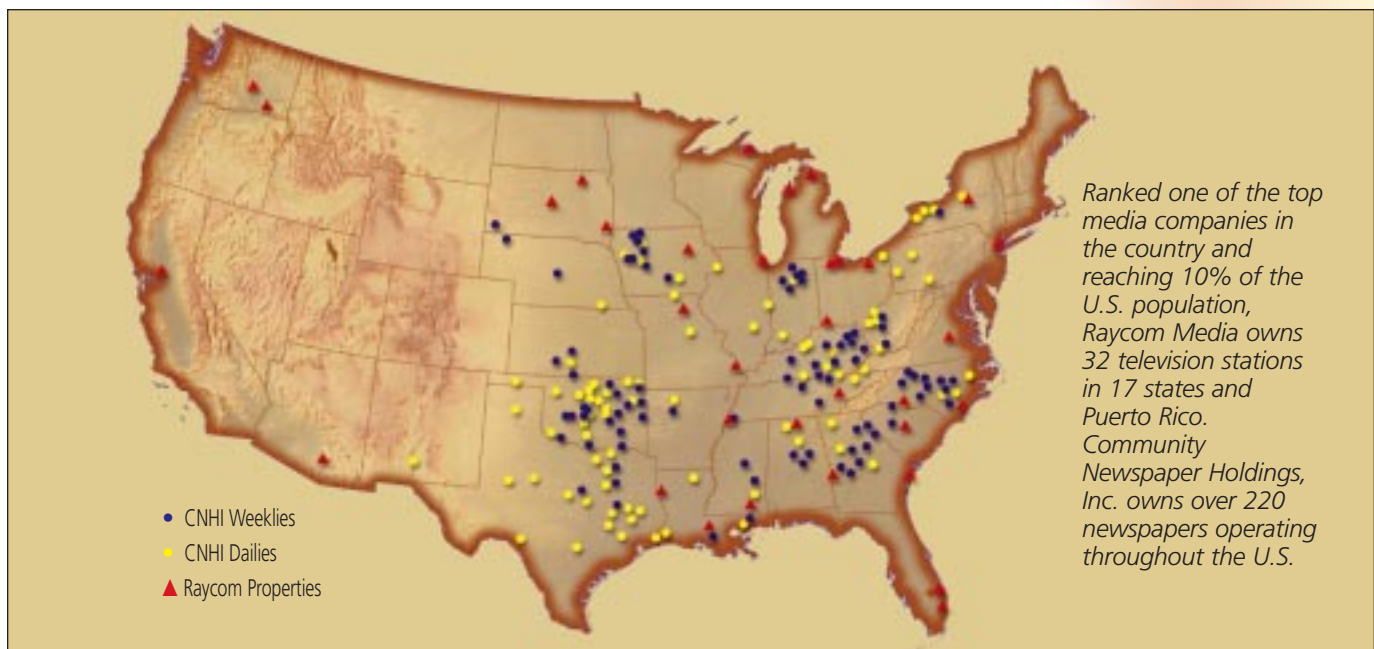 Ranked one of the top
media companies in
the country and
reaching 10% of the
U.S. population,
Raycom Media owns
32 television stations
in 17 states and
Puerto Rico.
Community
Newspaper Holdings,
Inc. owns over 220
newspapers operating
throughout the U.S.
CNHI Weeklies
CNHI Dailies
Raycom Properties